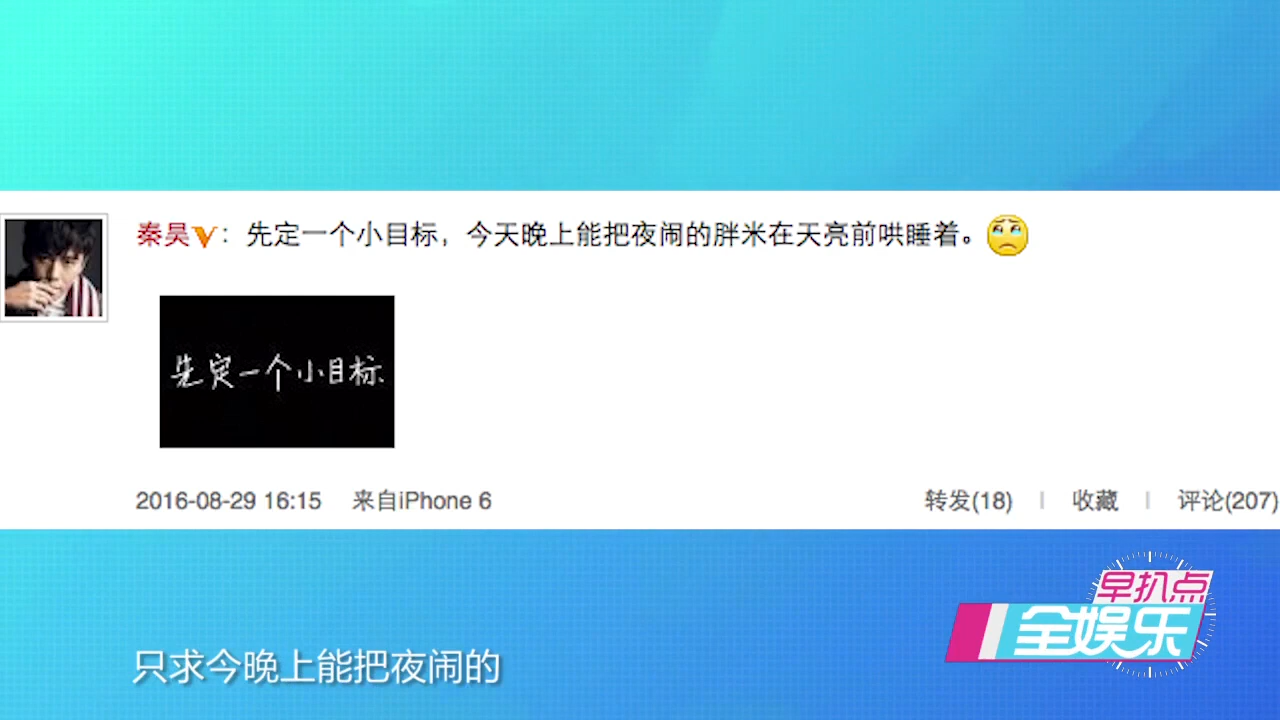 秦昊V：先定一个小目标，今天晚上能把夜闹的胖米在天亮前哄睡着。
先定一个小目标
2016-08-29 16:15 来自iPhone 6
转发(18) | 收藏 | 评论(207)
早扒点
全娱乐
只求今晚上能把夜闹的